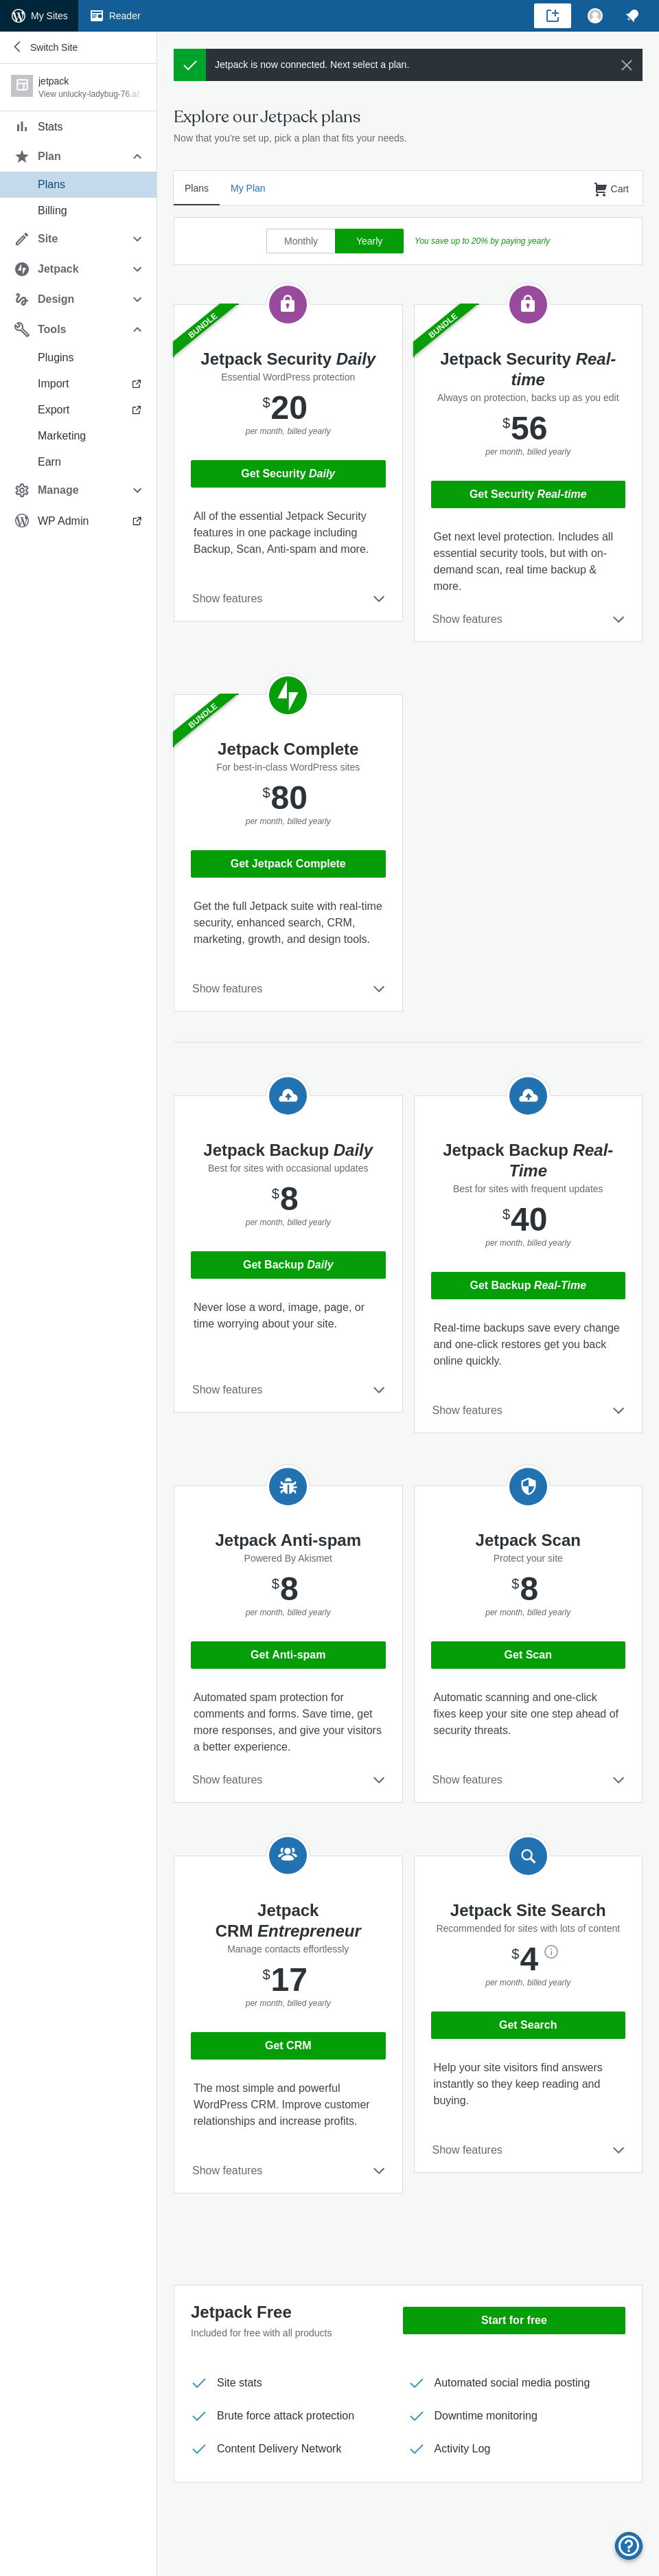 My Sites
Reader
Switch Site
jetpack
View unlucky-ladybug-76.
Stats
Plan
Plans
Billing
Site
Jetpack
Design
Tools
Plugins
Import
Export
Marketing
Earn
Manage
WP Admin
Jetpack is now connected. Next select a plan.
Explore our Jetpack plans
Now that you're set up, pick a plan that fits your needs.
Plans
My Plan
Cart
Monthly
Yearly
You save up to 20% by paying yearly
BUNDLE
Jetpack Security Daily
Essential WordPress protection
$20
per month, billed yearly
Get Security Daily
All of the essential Jetpack Security
features in one package including
Backup, Scan, Anti-spam and more.
Show features
BUNDLE
Jetpack Security Real-
time
Always on protection, backs up as you edit
$56
per month, billed yearly
Get Security Real-time
Get next level protection. Includes all
essential security tools, but with on-
demand scan, real time backup &
more.
Show features
BUNDLE
Jetpack Complete
For best-in-class WordPress sites
$80
per month, billed yearly
Get Jetpack Complete
Get the full Jetpack suite with real-time
security, enhanced search, CRM,
marketing, growth, and design tools.
Show features
Jetpack Backup Daily
Best for sites with occasional updates
$8
per month, billed yearly
Get Backup Daily
Never lose a word, image, page, or
time worrying about your site.
Show features
Jetpack Backup Real-
Time
Best for sites with frequent updates
$40
per month, billed yearly
Get Backup Real-Time
Real-time backups save every change
and one-click restores get you back
online quickly.
Show features
Jetpack Anti-spam
Powered By Akismet
$8
per month, billed yearly
Get Anti-spam
Automated spam protection for
comments and forms. Save time, get
more responses, and give your visitors
a better experience.
Show features
Jetpack Scan
Protect your site
$8
per month, billed yearly
Get Scan
Automatic scanning and one-click
fixes keep your site one step ahead of
security threats.
Show features
Jetpack
CRM Entrepreneur
Manage contacts effortlessly
$17
per month, billed yearly
Get CRM
The most simple and powerful
WordPress CRM. Improve customer
relationships and increase profits.
Show features
Jetpack Site Search
Recommended for sites with lots of content
$4
per month, billed yearly
Get Search
Help your site visitors find answers
instantly so they keep reading and
buying.
Show features
Jetpack Free
Included for free with all products
Start for free
Site stats
Automated social media posting
Brute force attack protection
Downtime monitoring
Content Delivery Network
Activity Log